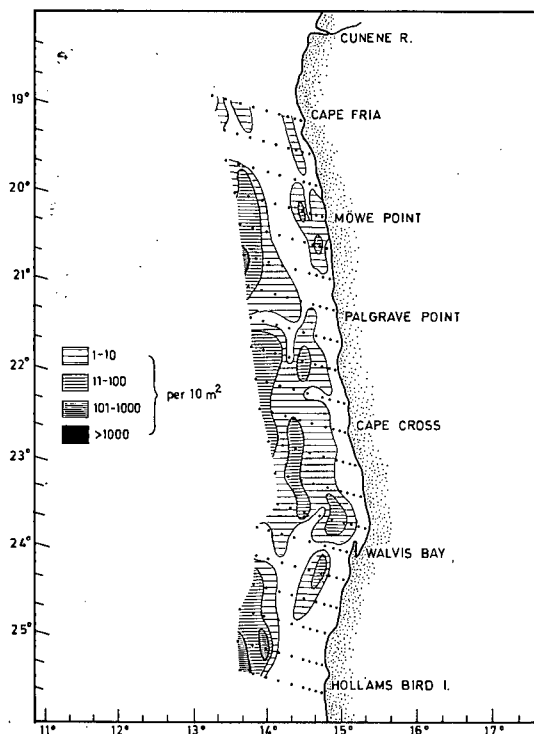 CUNENE R.
19°
CAPE FRIA
20°
MÖWE POINT
21°
PALGRAVE POINT
1-10
22°
11-100
per 10 m²
101-1000
CAPE CROSS
>1000
23°
24°
WALVIS BAY
25°
HOLLAMS BIRD I.
11° 12° 13° 14° 15° 16° 17°